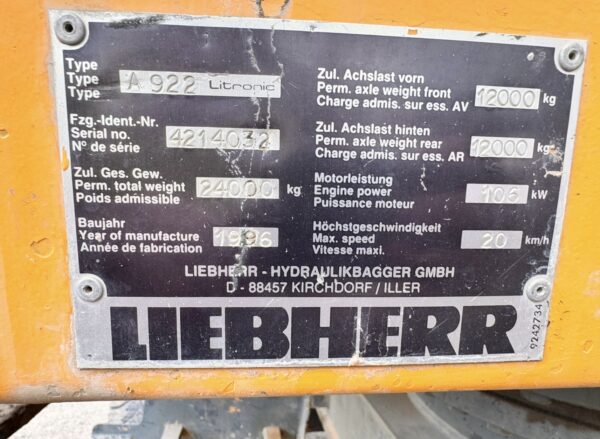 Type
Type A 922 Litronic
Type
Fzg.-Ident.-Nr.
Serial no. 4214032
N° de série
Zul. Ges. Gew.
Perm. total weight 24000 kg
Poids admissible
Baujahr
Year of manufacture 1996
Année de fabrication
Zul. Achslast vorn
Perm. axle weight front 12000 kg
Charge admis. sur ess. AV
Zul. Achslast hinten
Perm. axle weight rear 12000 kg
Charge admis. sur ess. AR
Motorleistung
Engine power 106 kW
Puissance moteur
Höchstgeschwindigkeit
Max. speed 20 km/h
Vitesse maxi.
LIEBHERR - HYDRAULIKBAGGER GMBH
D - 88457 KIRCHDORF / ILLER
LIEBHERR
9242734